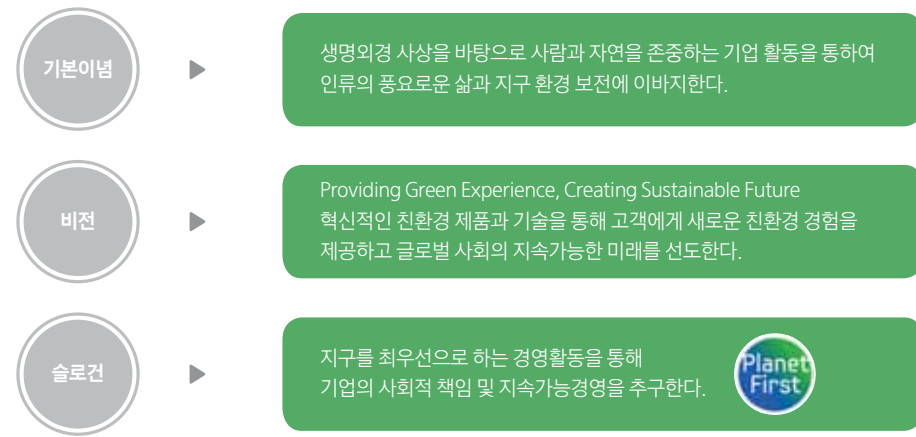 기본이념
생명외경 사상을 바탕으로 사람과 자연을 존중하는 기업 활동을 통하여
인류의 풍요로운 삶과 지구 환경 보전에 이바지한다.
비전
Providing Green Experience, Creating Sustainable Future
혁신적인 친환경 제품과 기술을 통해 고객에게 새로운 친환경 경험을
제공하고 글로벌 사회의 지속가능한 미래를 선도한다.
슬로건
지구를 최우선으로 하는 경영활동을 통해
기업의 사회적 책임 및 지속가능경영을 추구한다.
Planet
First